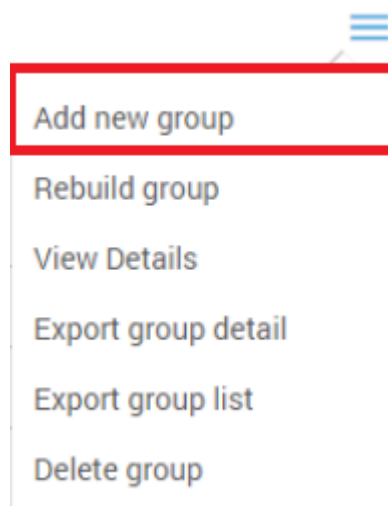 Add new group
Rebuild group
View Details
Export group detail
Export group list
Delete group